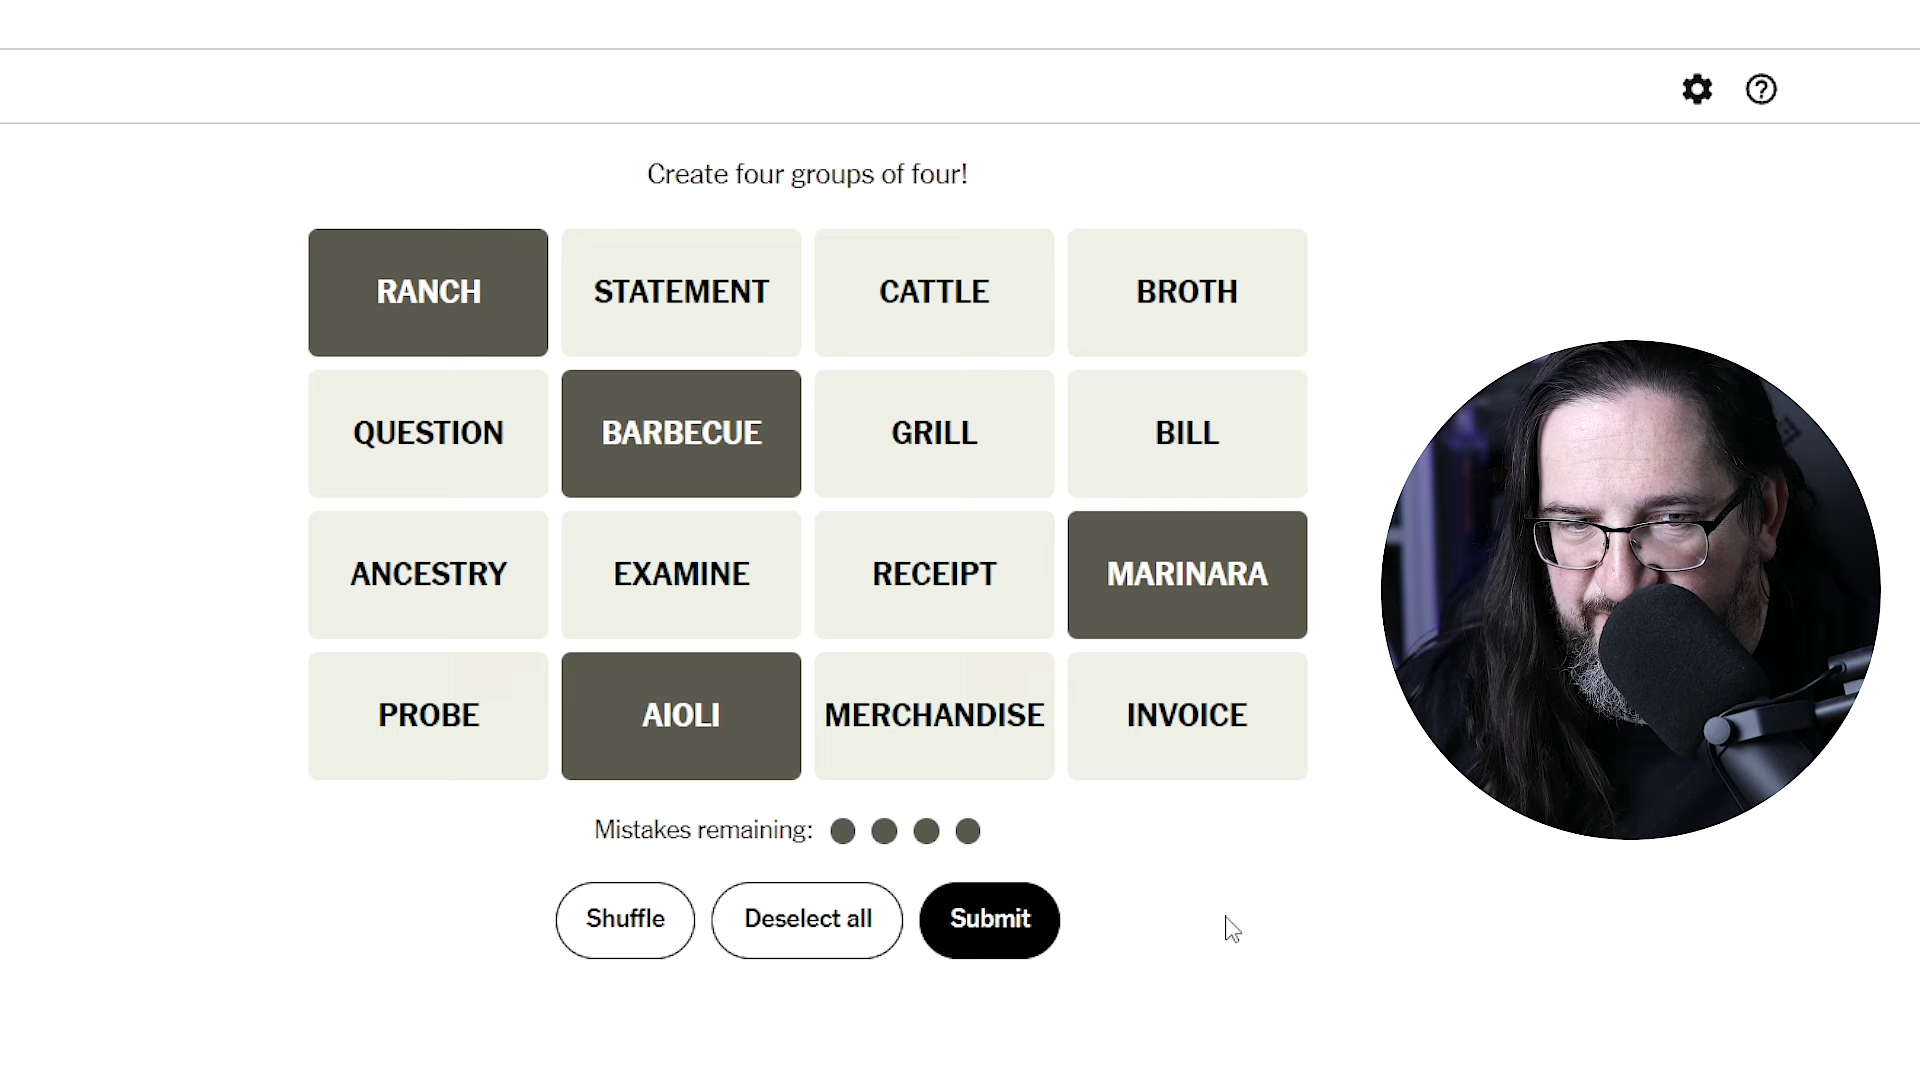 Create four groups of four!
RANCH STATEMENT CATTLE BROTH
QUESTION BARBECUE GRILL BILL
ANCESTRY EXAMINE RECEIPT MARINARA
PROBE AIOLI MERCHANDISE INVOICE
Mistakes remaining:
Shuffle Deselect all Submit